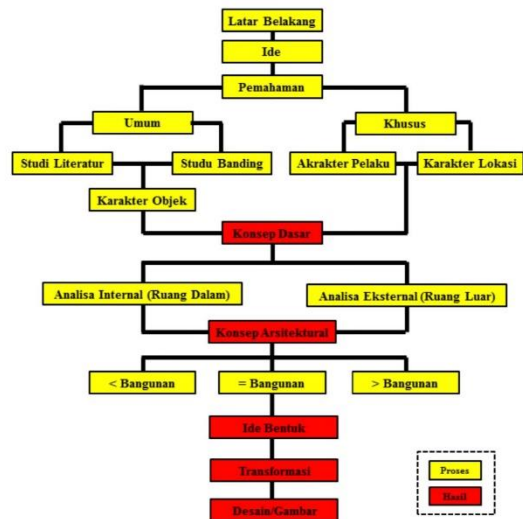 Latar Belakang
Ide
Pemahaman
Umum
Khusus
Studi Literatur
Studu Banding
Akrakter Pelaku
Karakter Lokasi
Karakter Objek
Konsep Dasar
Analisa Internal (Ruang Dalam)
Analisa Eksternal (Ruang Luar)
Konsep Arsitektural
< Bangunan
= Bangunan
> Bangunan
Ide Bentuk
Transformasi
Desain/Gambar
Proses
Hasil